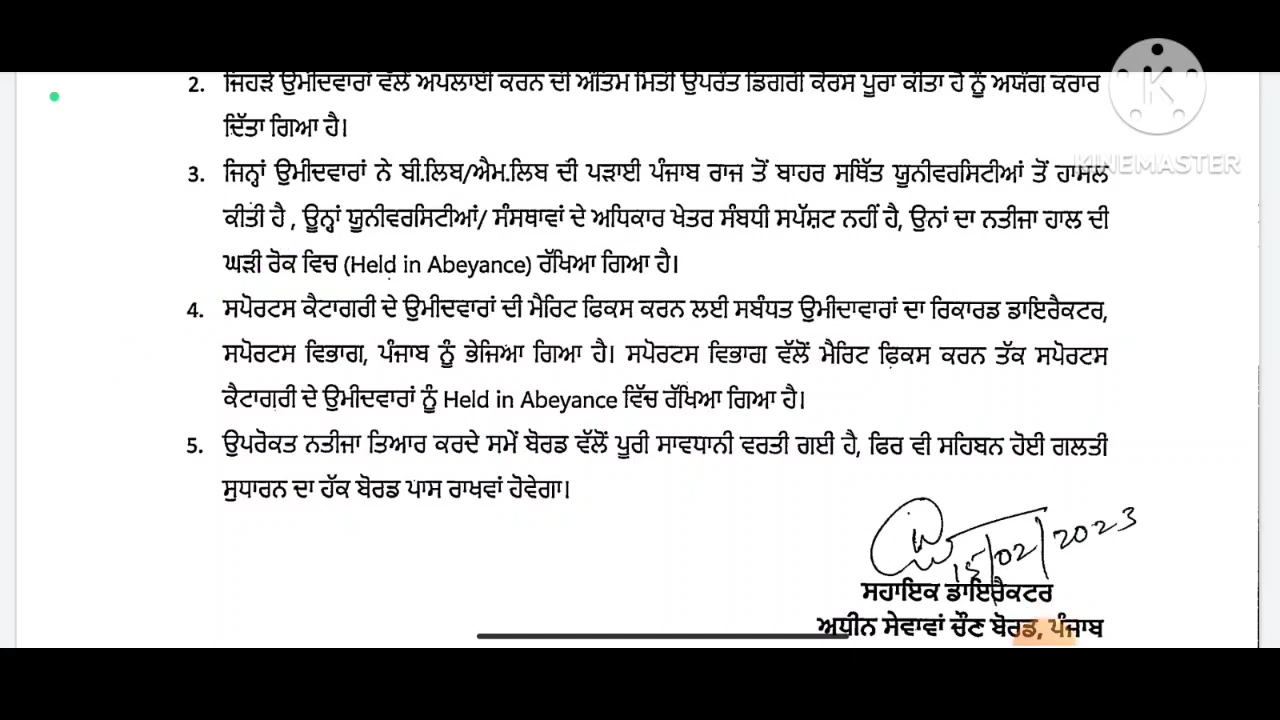 2. ਜਿਹੜੇ ਉਮੀਦਵਾਰਾਂ ਵੱਲੋਂ ਅਪਲਾਈ ਕਰਨ ਦੀ ਅੰਤਿਮ ਮਿਤੀ ਉਪਰੰਤ ਡਿਗਰੀ ਕੋਰਸ ਪੂਰਾ ਕੀਤਾ ਹੈ ਨੂੰ ਅਯੋਗ ਕਰਾਰ
ਦਿੱਤਾ ਗਿਆ ਹੈ।
3. ਜਿਨ੍ਹਾਂ ਉਮੀਦਵਾਰਾਂ ਨੇ ਬੀ.ਲਿਬ/ਐਮ.ਲਿਬ ਦੀ ਪੜਾਈ ਪੰਜਾਬ ਰਾਜ ਤੋਂ ਬਾਹਰ ਸਥਿੱਤ ਯੂਨੀਵਰਸਿਟੀਆਂ ਤੋਂ ਹਾਸਲ
ਕੀਤੀ ਹੈ , ਊਨ੍ਹਾਂ ਯੂਨੀਵਰਸਿਟੀਆਂ/ ਸੰਸਥਾਵਾਂ ਦੇ ਅਧਿਕਾਰ ਖੇਤਰ ਸੰਬਧੀ ਸਪੱਸ਼ਟ ਨਹੀਂ ਹੈ, ਉਨਾਂ ਦਾ ਨਤੀਜਾ ਹਾਲ ਦੀ
ਘੜੀ ਰੋਕ ਵਿਚ (Held in Abeyance) ਰੱਖਿਆ ਗਿਆ ਹੈ।
4. ਸਪੋਰਟਸ ਕੈਟਾਗਰੀ ਦੇ ਉਮੀਦਵਾਰਾਂ ਦੀ ਮੈਰਿਟ ਫਿਕਸ ਕਰਨ ਲਈ ਸਬੰਧਤ ਉਮੀਦਾਵਾਰਾਂ ਦਾ ਰਿਕਾਰਡ ਡਾਇਰੈਕਟਰ,
ਸਪੋਰਟਸ ਵਿਭਾਗ, ਪੰਜਾਬ ਨੂੰ ਭੇਜਿਆ ਗਿਆ ਹੈ। ਸਪੋਰਟਸ ਵਿਭਾਗ ਵੱਲੋਂ ਮੈਰਿਟ ਫਿਕਸ ਕਰਨ ਤੱਕ ਸਪੋਰਟਸ
ਕੈਟਾਗਰੀ ਦੇ ਉਮੀਦਵਾਰਾਂ ਨੂੰ Held in Abeyance ਵਿੱਚ ਰੱਖਿਆ ਗਿਆ ਹੈ।
5. ਉਪਰੋਕਤ ਨਤੀਜਾ ਤਿਆਰ ਕਰਦੇ ਸਮੇਂ ਬੋਰਡ ਵੱਲੋਂ ਪੂਰੀ ਸਾਵਧਾਨੀ ਵਰਤੀ ਗਈ ਹੈ, ਫਿਰ ਵੀ ਸਹਿਬਨ ਹੋਈ ਗਲਤੀ
ਸੁਧਾਰਨ ਦਾ ਹੱਕ ਬੋਰਡ ਪਾਸ ਰਾਖਵਾਂ ਹੋਵੇਗਾ।
15/02/2023
ਸਹਾਇਕ ਡਾਇਰੈਕਟਰ
ਅਧੀਨ ਸੇਵਾਵਾਂ ਚੌਣ ਬੋਰਡ, ਪੰਜਾਬ
KINEMASTER